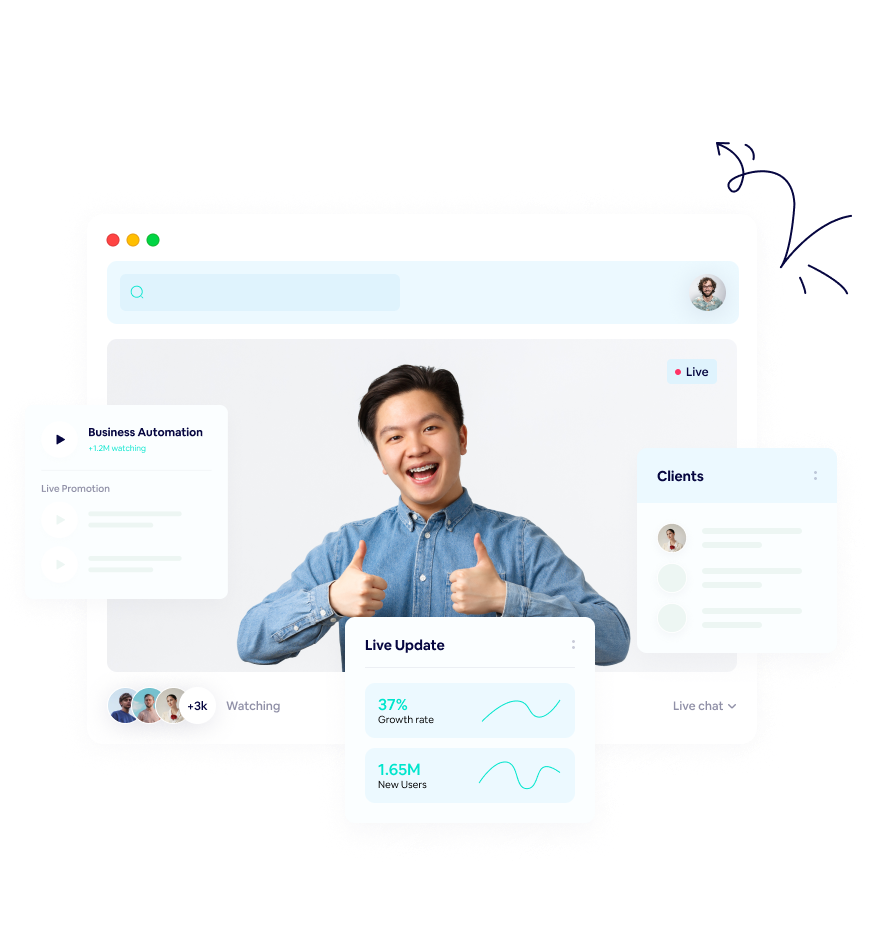 Live
Business Automation
+1.2M watching
Live Promotion
Clients
Live Update
37%
Growth rate
1.65M
New Users
+3k
Watching
Live chat